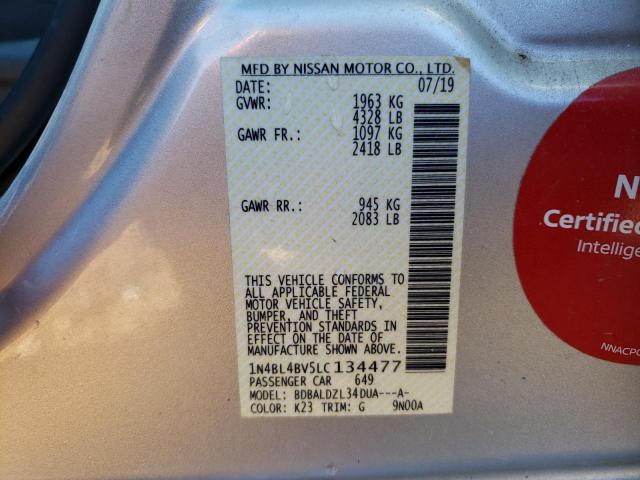 MFD BY NISSAN MOTOR CO., LTD.
DATE: 07/19
GVWR: 1963 KG
4328 LB
GAWR FR.: 1097 KG
2418 LB
GAWR RR.: 945 KG
2083 LB
THIS VEHICLE CONFORMS TO
ALL APPLICABLE FEDERAL
MOTOR VEHICLE SAFETY,
BUMPER, AND THEFT
PREVENTION STANDARDS IN
EFFECT ON THE DATE OF
MANUFACTURE SHOWN ABOVE.
1N4BL4BV5LC134477
PASSENGER CAR 649
MODEL: BDBALDZL34DUA---A-
COLOR: K23 TRIM: G 9N00A
N
Certified
Intellige
NNACPO